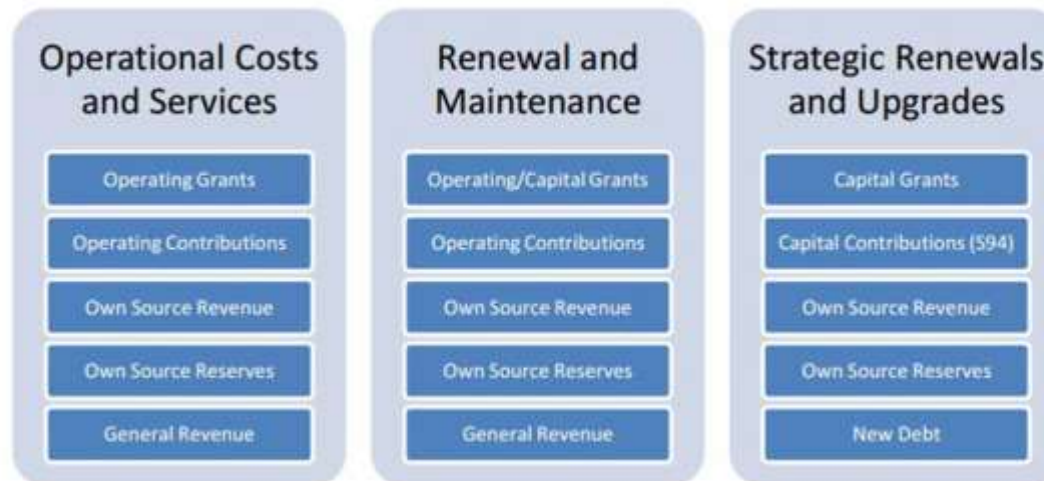 Operational Costs
and Services
Operating Grants
Operating Contributions
Own Source Revenue
Own Source Reserves
General Revenue
Renewal and
Maintenance
Operating/Capital Grants
Operating Contributions
Own Source Revenue
Own Source Reserves
General Revenue
Strategic Renewals
and Upgrades
Capital Grants
Capital Contributions (S94)
Own Source Revenue
Own Source Reserves
New Debt